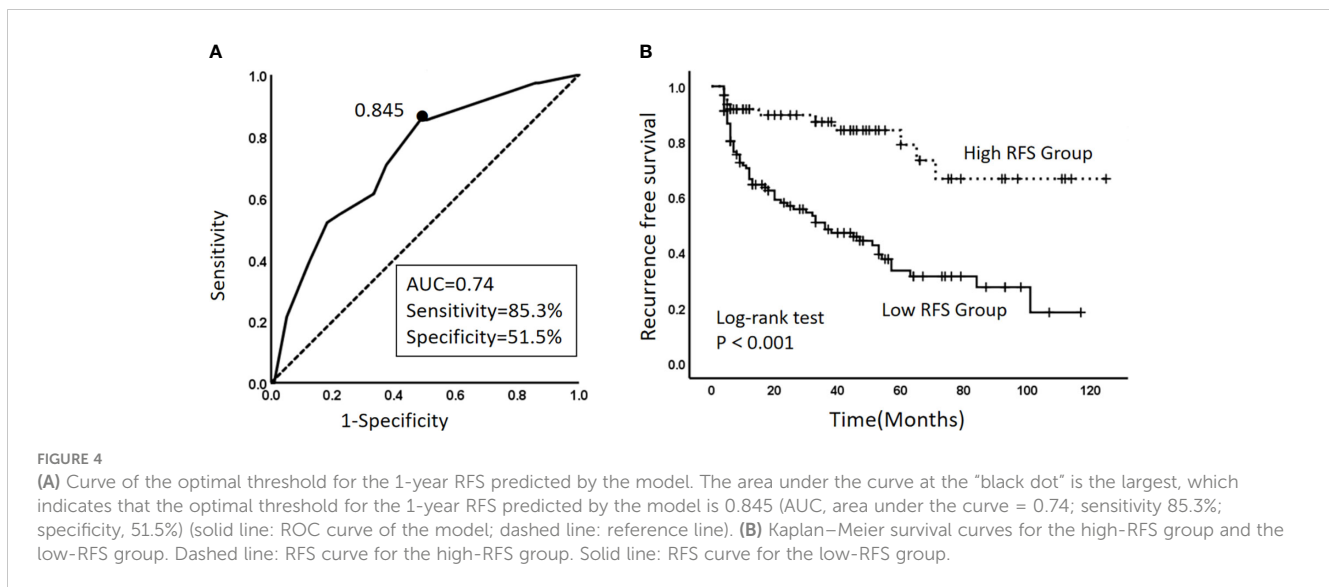 A
B
1.0
0.8
0.6
0.4
0.2
0.0
Sensitivity
0.845
AUC=0.74
Sensitivity=85.3%
Specificity=51.5%
0.0 0.2 0.4 0.6 0.8 1.0
1-Specificity
1.0
0.8
0.6
0.4
0.2
0.0
Recurrence free survival
High RFS Group
Low RFS Group
Log-rank test
P < 0.001
0 20 40 60 80 100 120
Time(Months)
FIGURE 4
(A) Curve of the optimal threshold for the 1-year RFS predicted by the model. The area under the curve at the “black dot” is the largest, which
indicates that the optimal threshold for the 1-year RFS predicted by the model is 0.845 (AUC, area under the curve = 0.74; sensitivity 85.3%;
specificity, 51.5%) (solid line: ROC curve of the model; dashed line: reference line). (B) Kaplan–Meier survival curves for the high-RFS group and the
low-RFS group. Dashed line: RFS curve for the high-RFS group. Solid line: RFS curve for the low-RFS group.